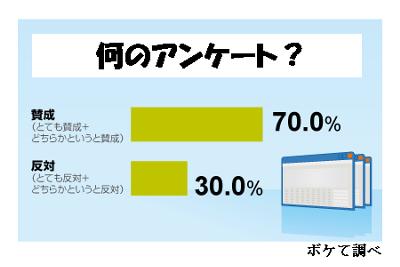 何のアンケート？
賛成
（とても賛成＋
どちらかというと賛成）
70.0%
反対
（とても反対＋
どちらかというと反対）
30.0%
ボケて調べ